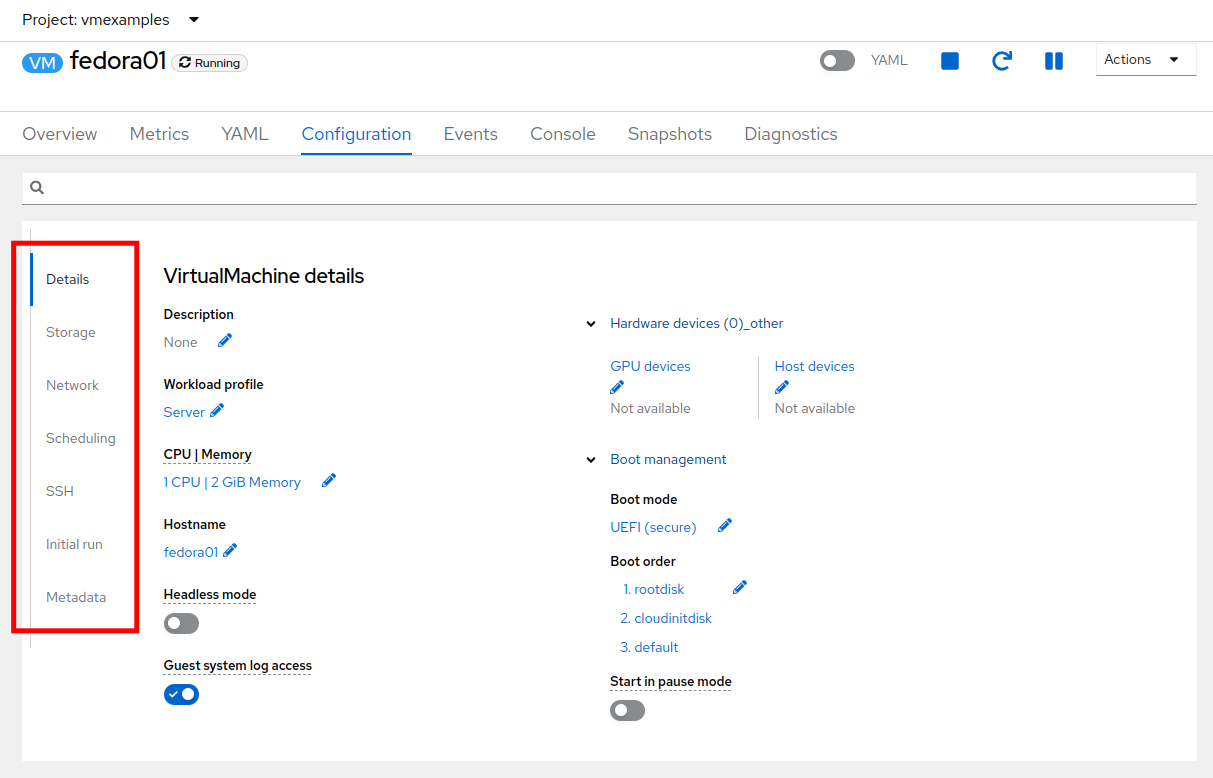 Project: vmexamples
VM fedora01 Running
YAML
Actions
Overview Metrics YAML Configuration Events Console Snapshots Diagnostics
Details
Storage
Network
Scheduling
SSH
Initial run
Metadata
VirtualMachine details
Description
None
Workload profile
Server
CPU | Memory
1 CPU | 2 GiB Memory
Hostname
fedora01
Headless mode
Guest system log access
Hardware devices (0)_other
GPU devices
Not available
Host devices
Not available
Boot management
Boot mode
UEFI (secure)
Boot order
1. rootdisk
2. cloudinitdisk
3. default
Start in pause mode